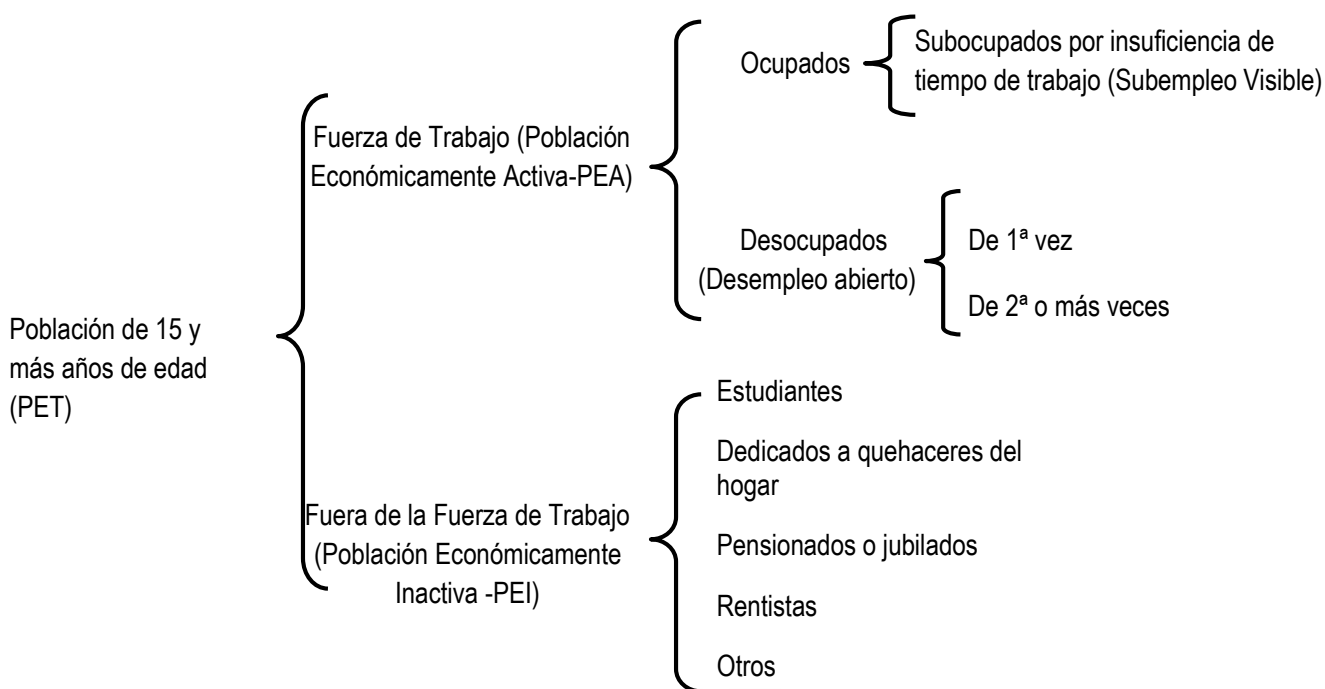 Población de 15 y
más años de edad
(PET)
Fuerza de Trabajo (Población
Económicamente Activa-PEA)
Ocupados
Subocupados por insuficiencia de
tiempo de trabajo (Subempleo Visible)
Desocupados
(Desempleo abierto)
De 1ª vez
De 2ª o más veces
Fuera de la Fuerza de Trabajo
(Población Económicamente
Inactiva -PEI)
Estudiantes
Dedicados a quehaceres del
hogar
Pensionados o jubilados
Rentistas
Otros